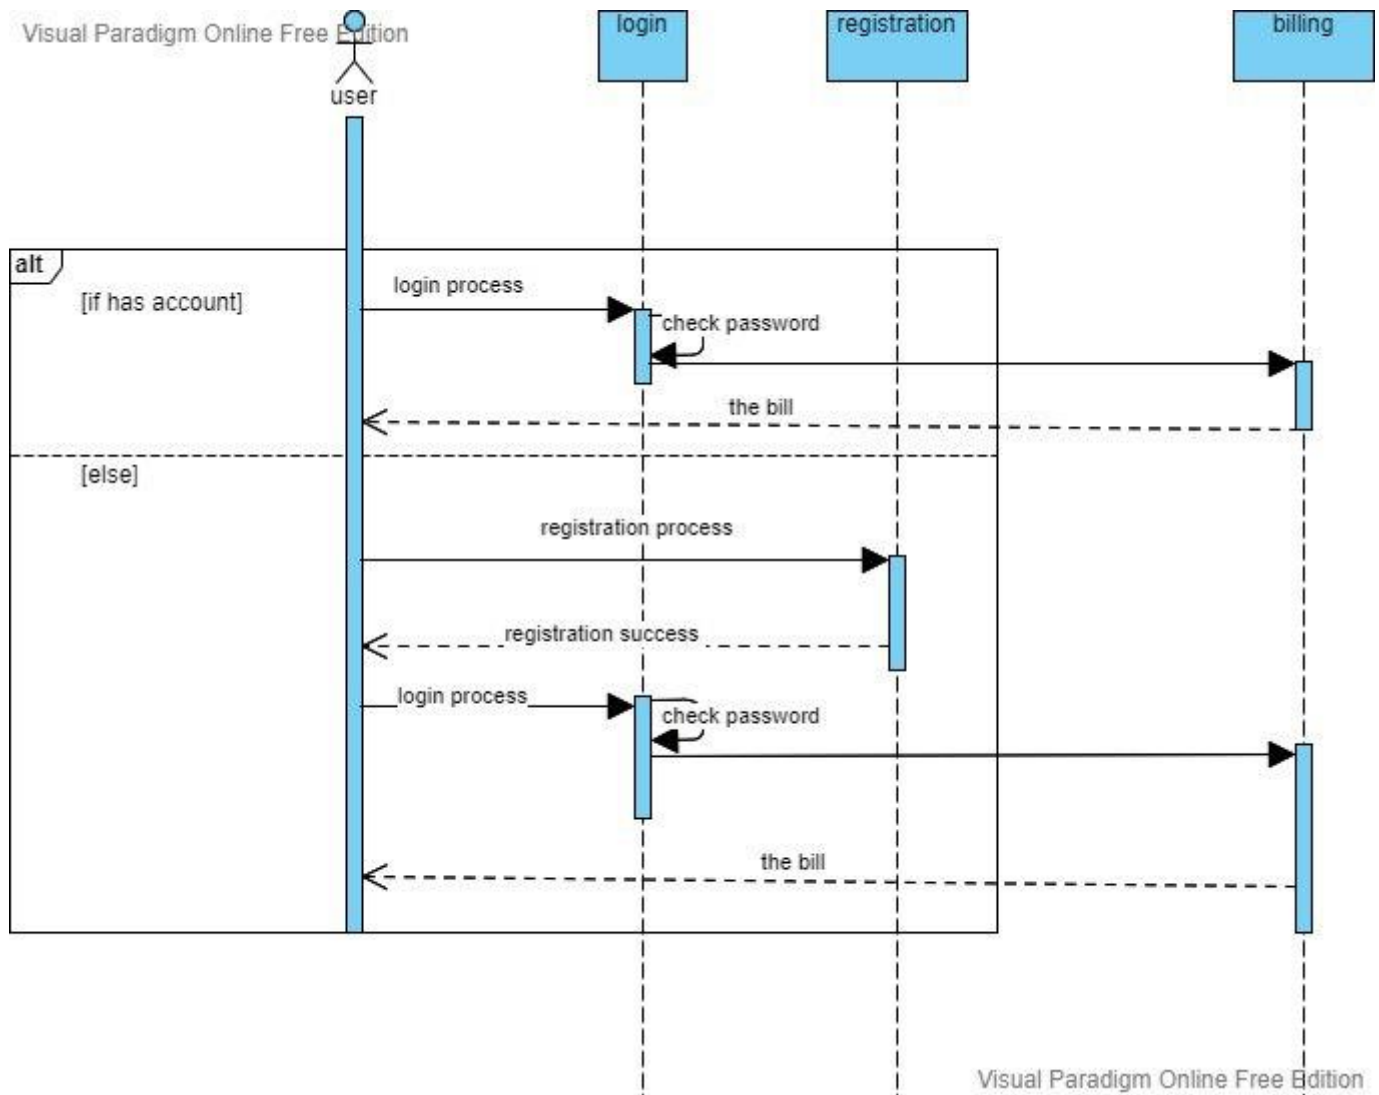 Visual Paradigm Online Free Edition
user
login
registration
billing
alt
[if has account]
login process
check password
the bill
[else]
registration process
registration success
login process
check password
the bill
Visual Paradigm Online Free Edition